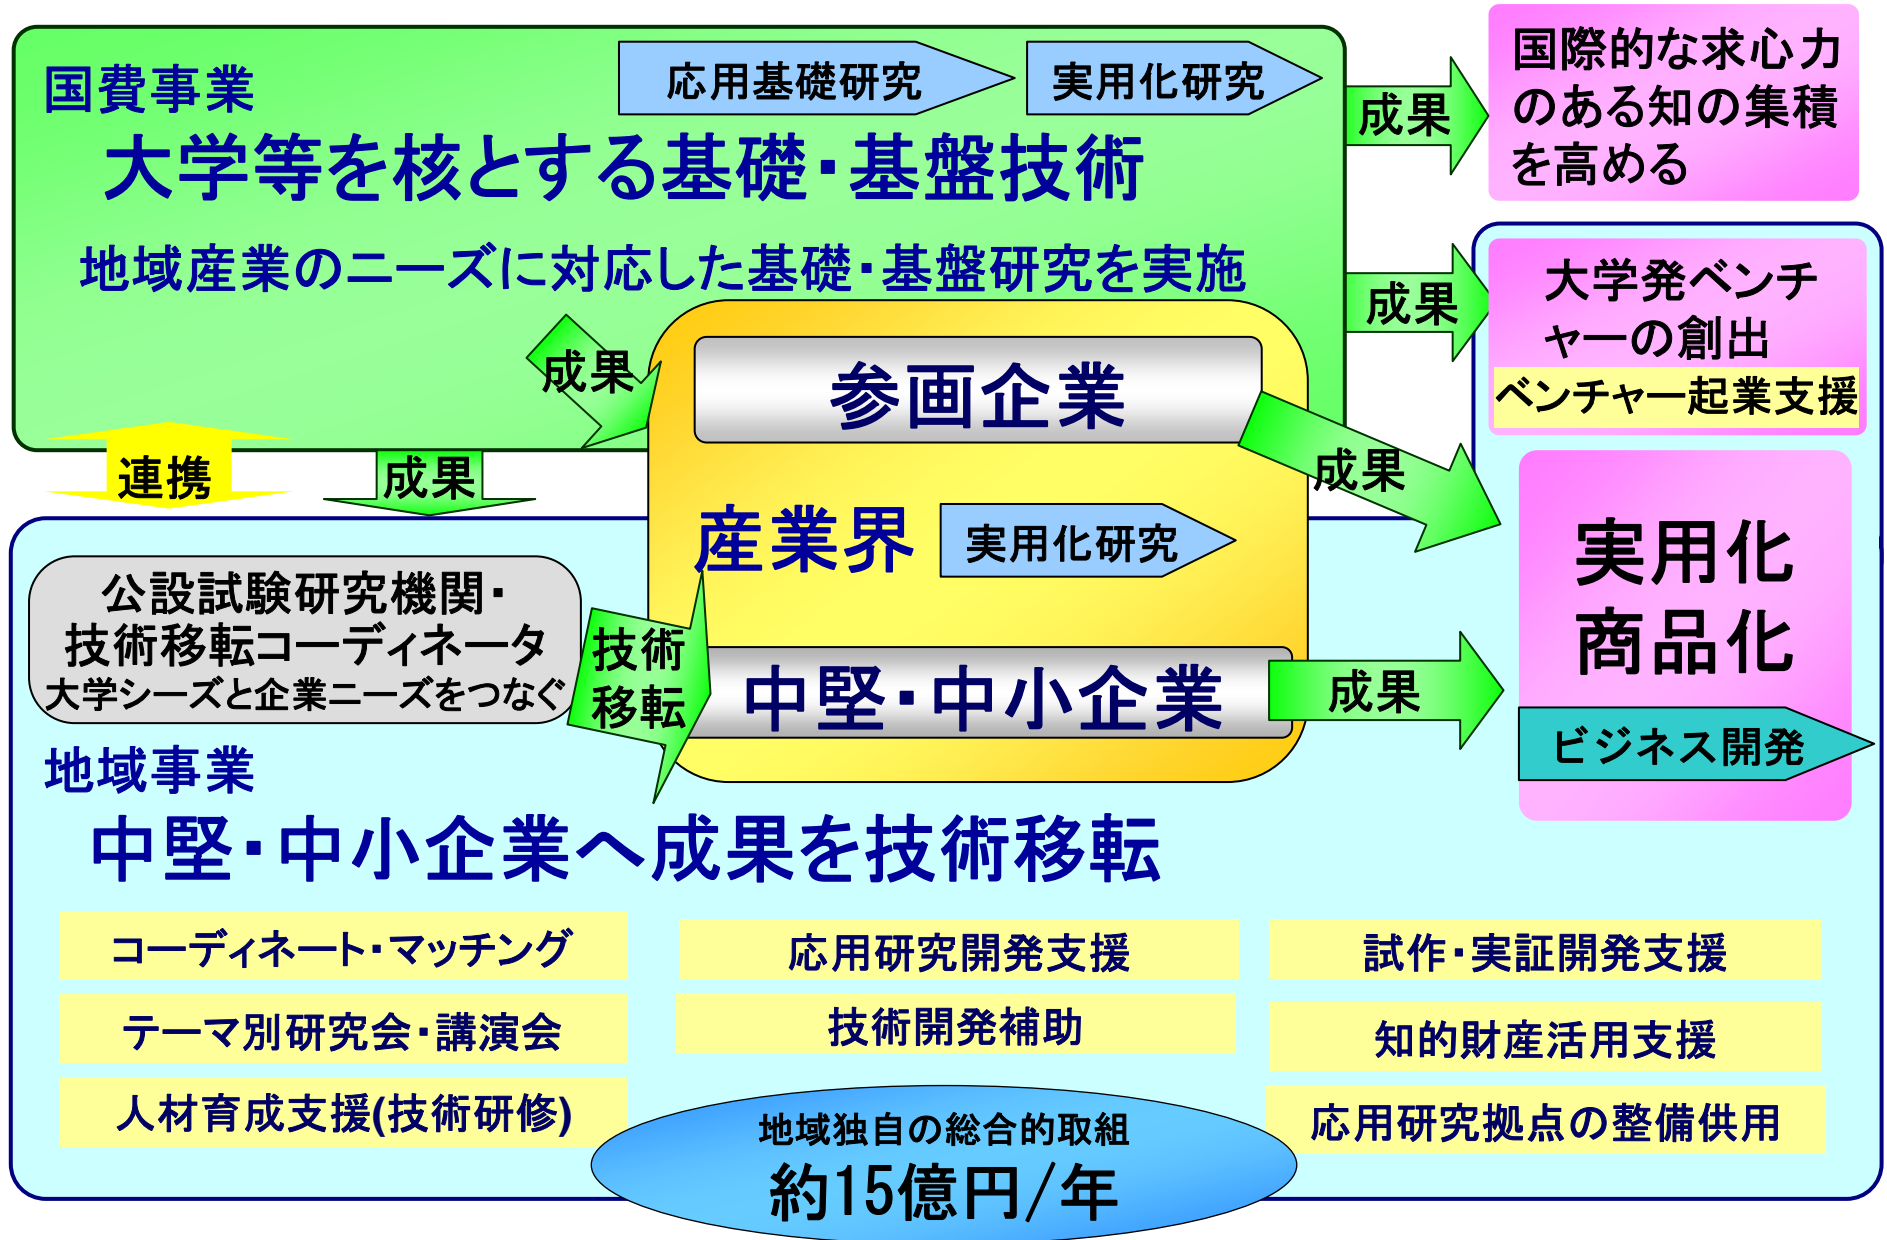 国費事業
応用基礎研究
実用化研究
大学等を核とする基礎・基盤技術
地域産業のニーズに対応した基礎・基盤研究を実施
成果
国際的な求心力
のある知の集積
を高める
成果
大学発ベンチ
ャーの創出
ベンチャー起業支援
成果
参画企業
成果
連携
成果
産業界
実用化研究
実用化
商品化
ビジネス開発
公設試験研究機関・
技術移転コーディネータ
大学シーズと企業ニーズをつなぐ
技術
移転
中堅・中小企業
成果
地域事業
中堅・中小企業へ成果を技術移転
コーディネート・マッチング
テーマ別研究会・講演会
人材育成支援(技術研修)
応用研究開発支援
技術開発補助
試作・実証開発支援
知的財産活用支援
応用研究拠点の整備供用
地域独自の総合的取組
約15億円/年